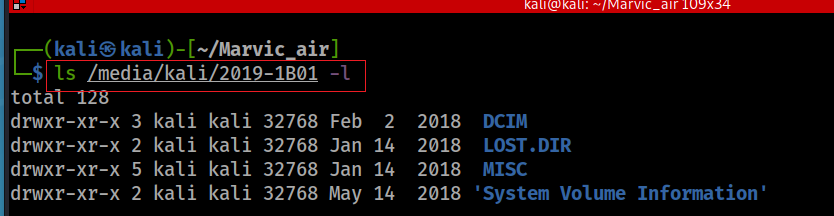 kali@kali: ~/Marvic_air 109x34
┌──(kali㉿kali)-[~/Marvic_air]
└─$ ls /media/kali/2019-1B01 -l
total 128
drwxr-xr-x 3 kali kali 32768 Feb  2  2018  DCIM
drwxr-xr-x 2 kali kali 32768 Jan 14  2018  LOST.DIR
drwxr-xr-x 5 kali kali 32768 Jan 14  2018  MISC
drwxr-xr-x 2 kali kali 32768 May 14  2018 'System Volume Information'